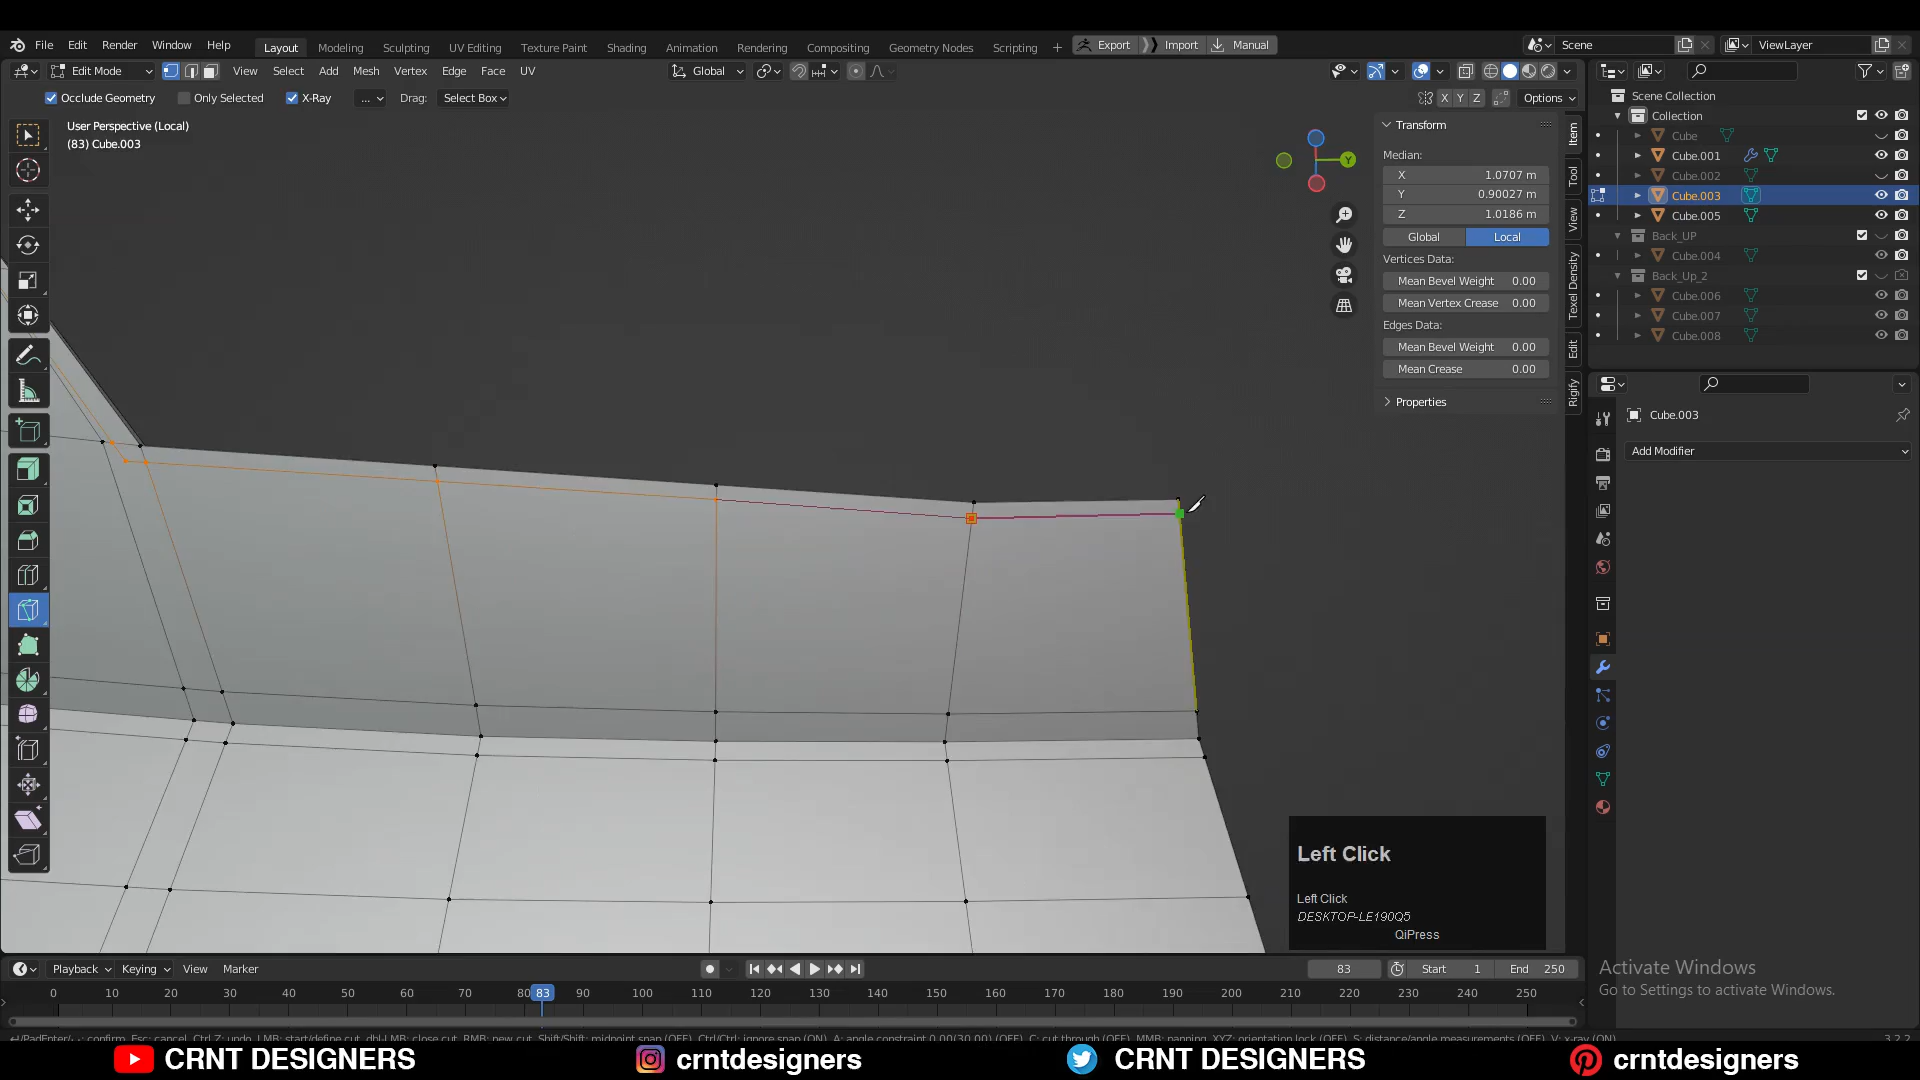 File Edit Render Window Help Layout Modeling Sculpting UV Editing Texture Paint Shading Animation Rendering Compositing Geometry Nodes Scripting + Export Import Manual Scene ViewLayer
Edit Mode View Select Add Mesh Vertex Edge Face UV Global
Occlude Geometry Only Selected X-Ray ... Drag: Select Box X Y Z Options
User Perspective (Local)
(83) Cube.003
Y
Transform
Median:
X 1.0707 m
Y 0.90027 m
Z 1.0186 m
Global Local
Vertices Data:
Mean Bevel Weight 0.00
Mean Vertex Crease 0.00
Edges Data:
Mean Bevel Weight 0.00
Mean Crease 0.00
Properties
Item
Tool
View
Texel Density
Edit
Rigify
Scene Collection
Collection
Cube
Cube.001
Cube.002
Cube.003
Cube.005
Back_UP
Cube.004
Back_Up_2
Cube.006
Cube.007
Cube.008
Cube.003
Add Modifier
Left Click
Left Click
DESKTOP-LE190Q5
QiPress
Activate Windows
Go to Settings to activate Windows.
Playback Keying View Marker 83 Start 1 End 250
0 10 20 30 40 50 60 70 80 83 90 100 110 120 130 140 150 160 170 180 190 200 210 220 230 240 250
CRNT DESIGNERS crntdesigners CRNT DESIGNERS crntdesigners